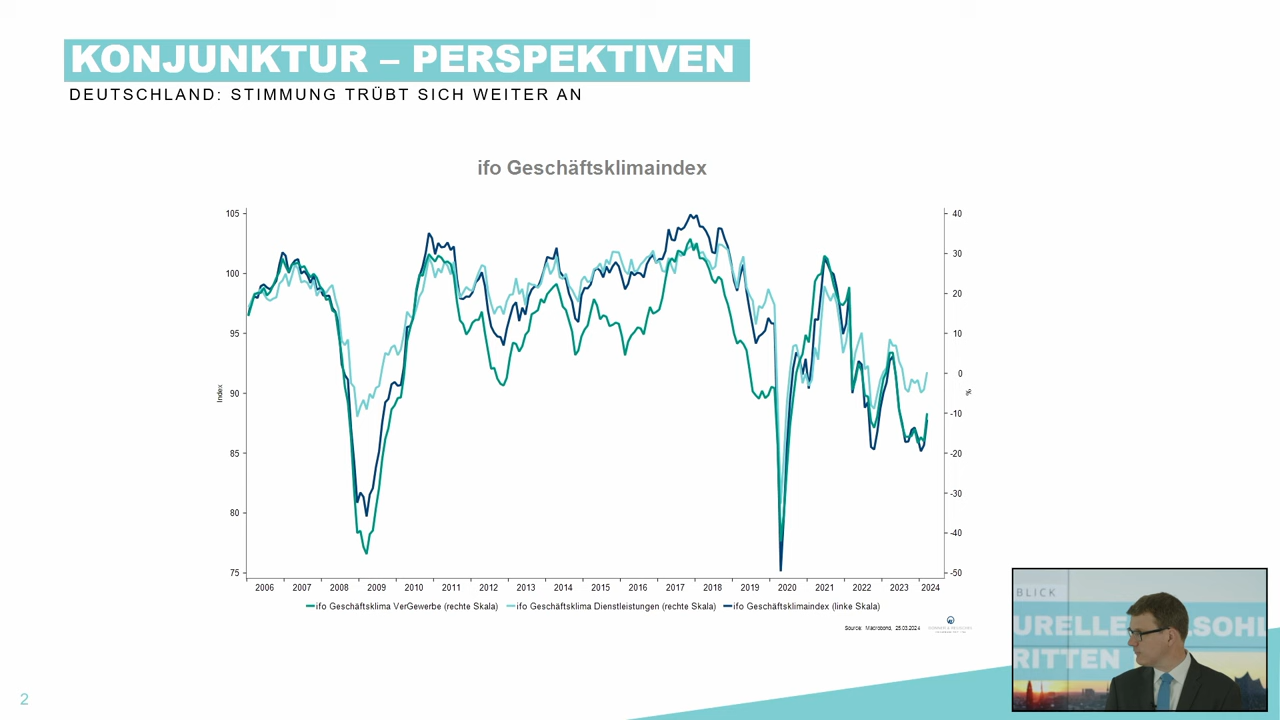 KONJUNKTUR – PERSPEKTIVEN
DEUTSCHLAND: STIMMUNG TRÜBT SICH WEITER AN
ifo Geschäftsklimaindex
105
100
95
90
85
80
75
Index
40
30
20
10
0
-10
-20
-30
-40
-50
%
2006 2007 2008 2009 2010 2011 2012 2013 2014 2015 2016 2017 2018 2019 2020 2021 2022 2023 2024
ifo Geschäftsklima VerGewerbe (rechte Skala) ifo Geschäftsklima Dienstleistungen (rechte Skala) ifo Geschäftsklimaindex (linke Skala)
Source: Macrobond, 25.03.2024
BLICK
URELLE
LSOHL
RITTEN
2